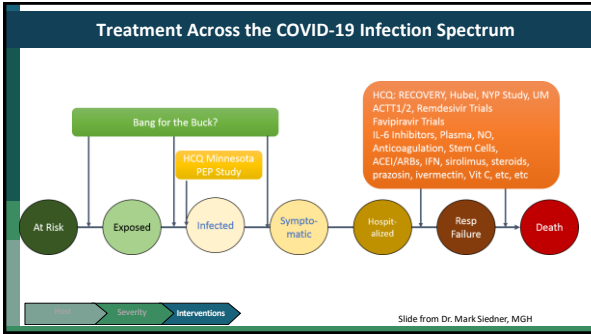 Treatment Across the COVID-19 Infection Spectrum
HCQ: RECOVERY, Hubei, NYP Study, UM
ACTT1/2, Remdesivir Trials
Favipiravir Trials
IL-6 Inhibitors, Plasma, NO,
Anticoagulation, Stem Cells,
ACEI/ARBs, IFN, sirolimus, steroids,
prazosin, ivermectin, Vit C, etc, etc
Bang for the Buck?
HCQ Minnesota
PEP Study
At Risk
Exposed
Infected
Sympto-
matic
Hospit-
alized
Resp
Failure
Death
Host
Severity
Interventions
Slide from Dr. Mark Siedner, MGH